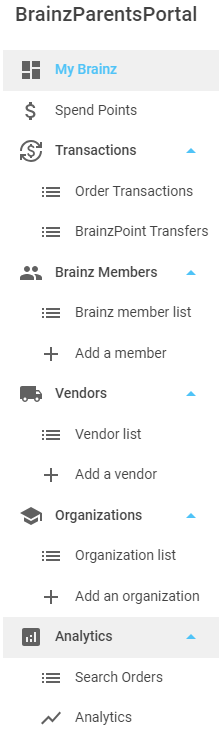 BrainzParentsPortal
My Brainz
Spend Points
Transactions
Order Transactions
BrainzPoint Transfers
Brainz Members
Brainz member list
Add a member
Vendors
Vendor list
Add a vendor
Organizations
Organization list
Add an organization
Analytics
Search Orders
Analytics